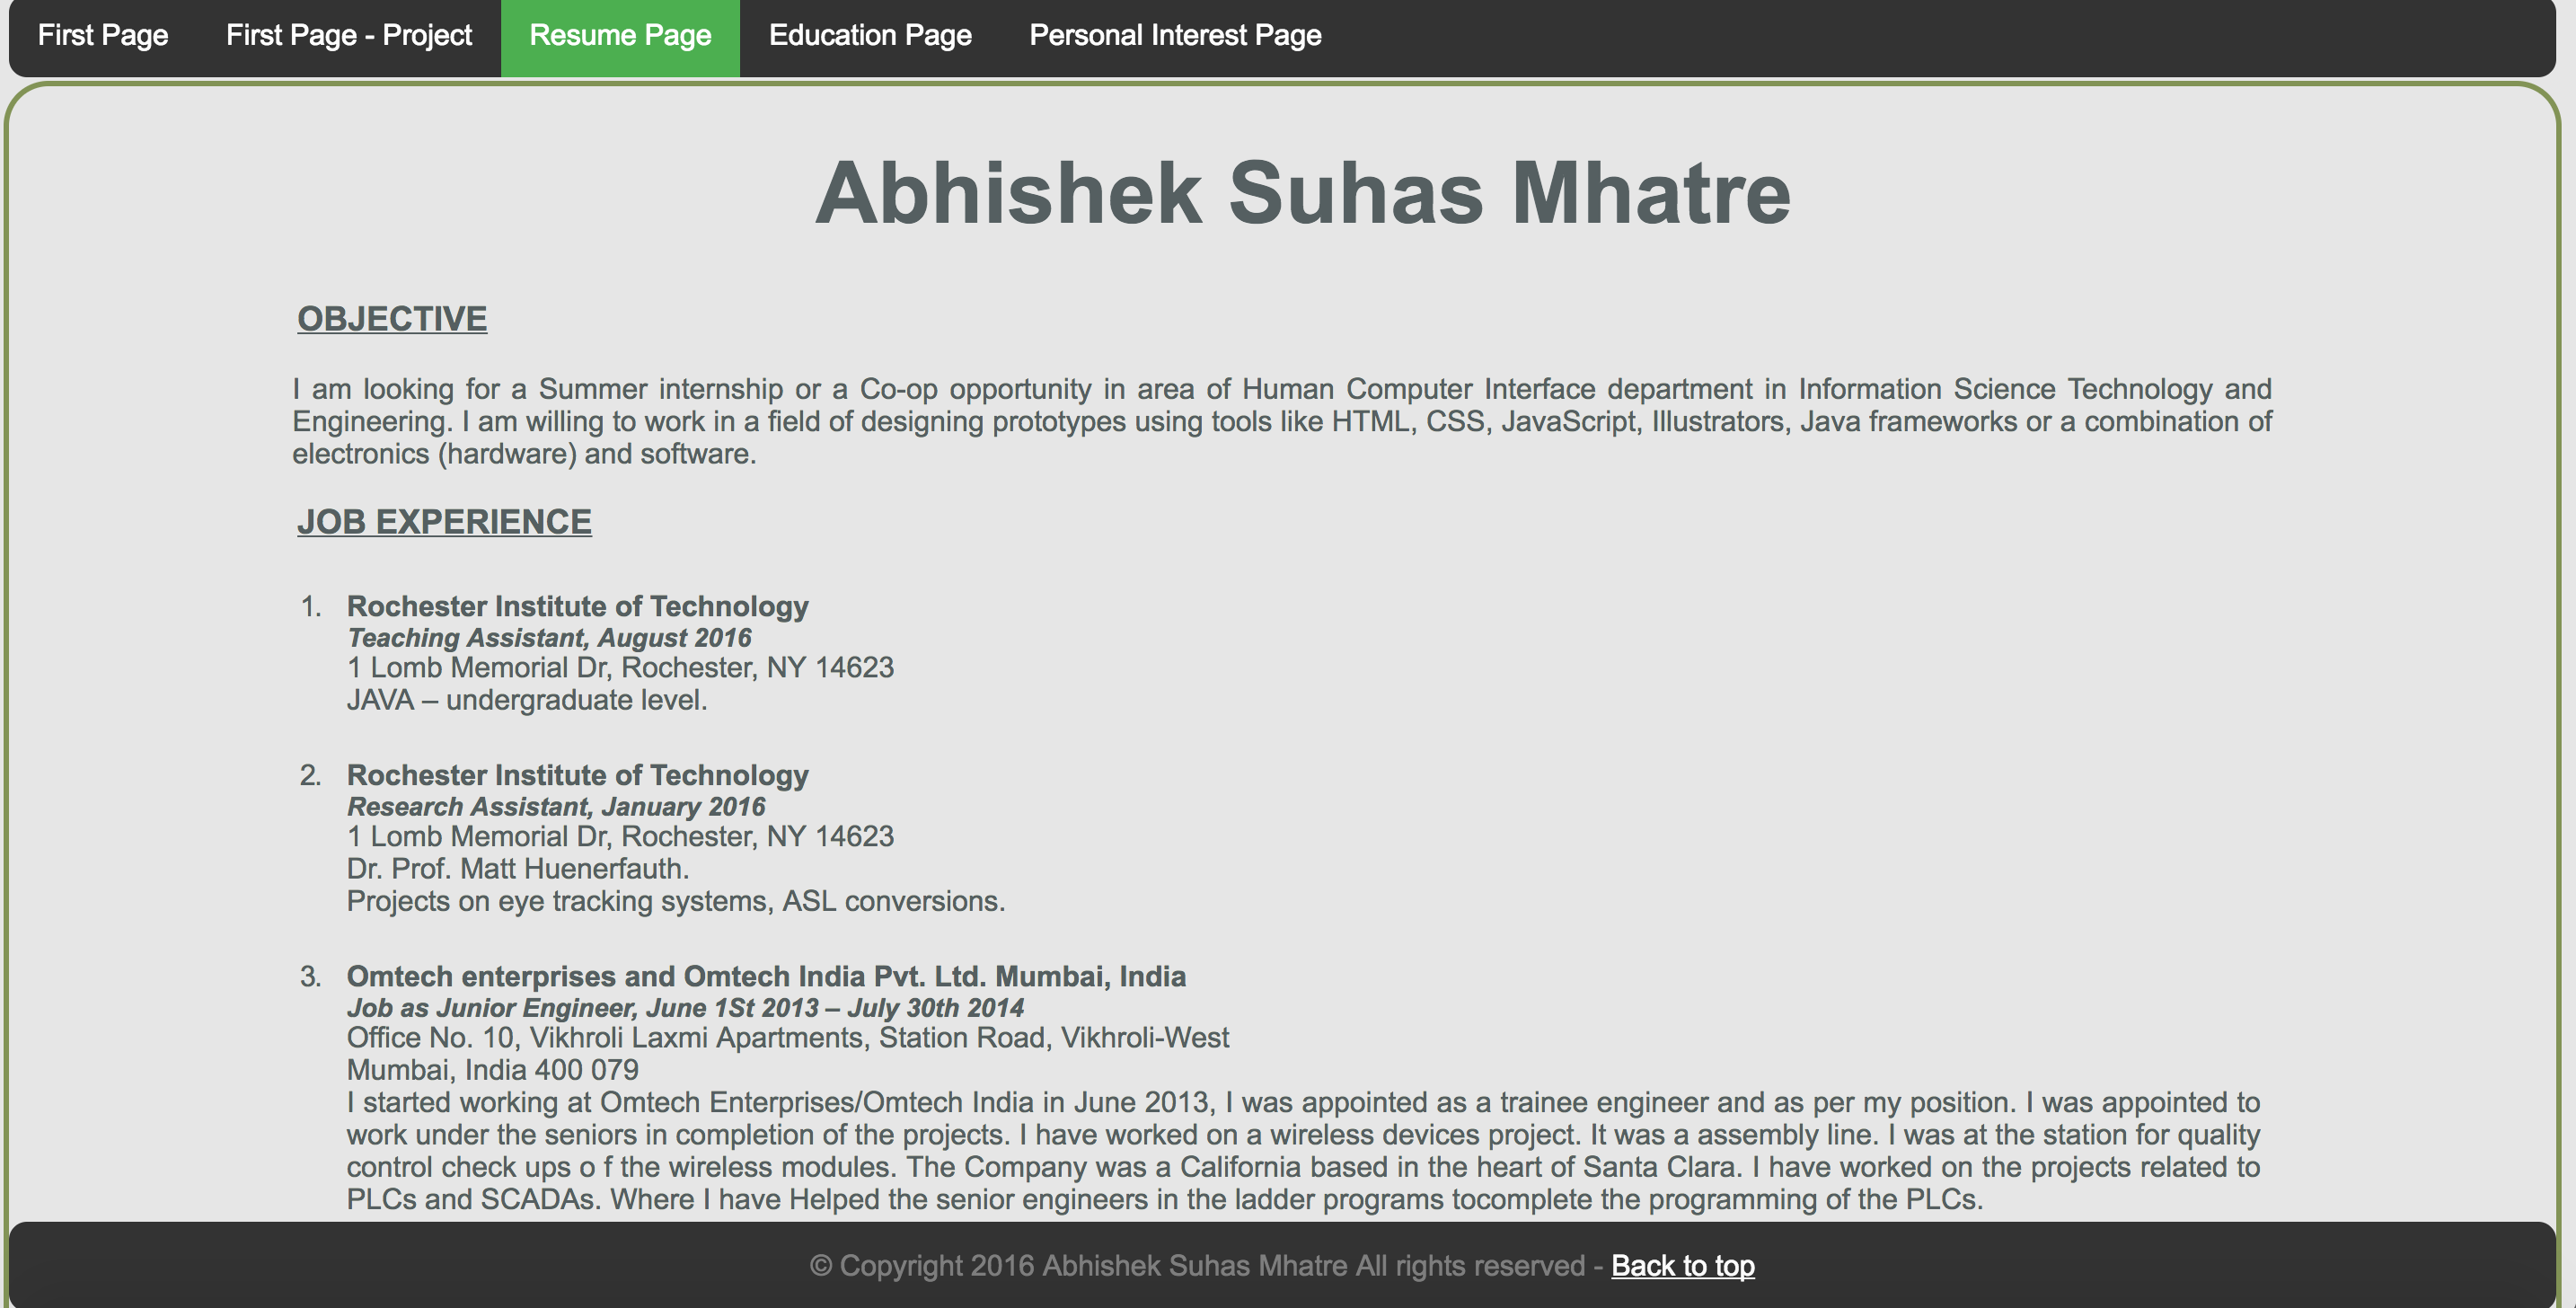 First Page First Page - Project Resume Page Education Page Personal Interest Page
Abhishek Suhas Mhatre
OBJECTIVE
I am looking for a Summer internship or a Co-op opportunity in area of Human Computer Interface department in Information Science Technology and
Engineering. I am willing to work in a field of designing prototypes using tools like HTML, CSS, JavaScript, Illustrators, Java frameworks or a combination of
electronics (hardware) and software.
JOB EXPERIENCE
1. Rochester Institute of Technology
Teaching Assistant, August 2016
1 Lomb Memorial Dr, Rochester, NY 14623
JAVA – undergraduate level.
2. Rochester Institute of Technology
Research Assistant, January 2016
1 Lomb Memorial Dr, Rochester, NY 14623
Dr. Prof. Matt Huenerfauth.
Projects on eye tracking systems, ASL conversions.
3. Omtech enterprises and Omtech India Pvt. Ltd. Mumbai, India
Job as Junior Engineer, June 1St 2013 – July 30th 2014
Office No. 10, Vikhroli Laxmi Apartments, Station Road, Vikhroli-West
Mumbai, India 400 079
I started working at Omtech Enterprises/Omtech India in June 2013, I was appointed as a trainee engineer and as per my position. I was appointed to
work under the seniors in completion of the projects. I have worked on a wireless devices project. It was a assembly line. I was at the station for quality
control check ups o f the wireless modules. The Company was a California based in the heart of Santa Clara. I have worked on the projects related to
PLCs and SCADAs. Where I have Helped the senior engineers in the ladder programs tocomplete the programming of the PLCs.
© Copyright 2016 Abhishek Suhas Mhatre All rights reserved - Back to top